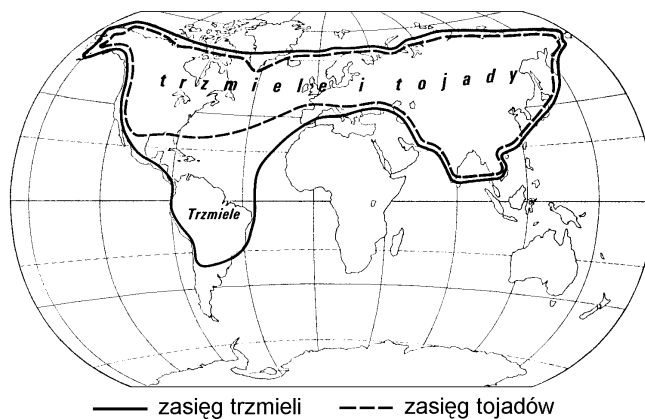 trzmiele i tojady
Trzmiele
zasięg trzmieli zasięg tojadów